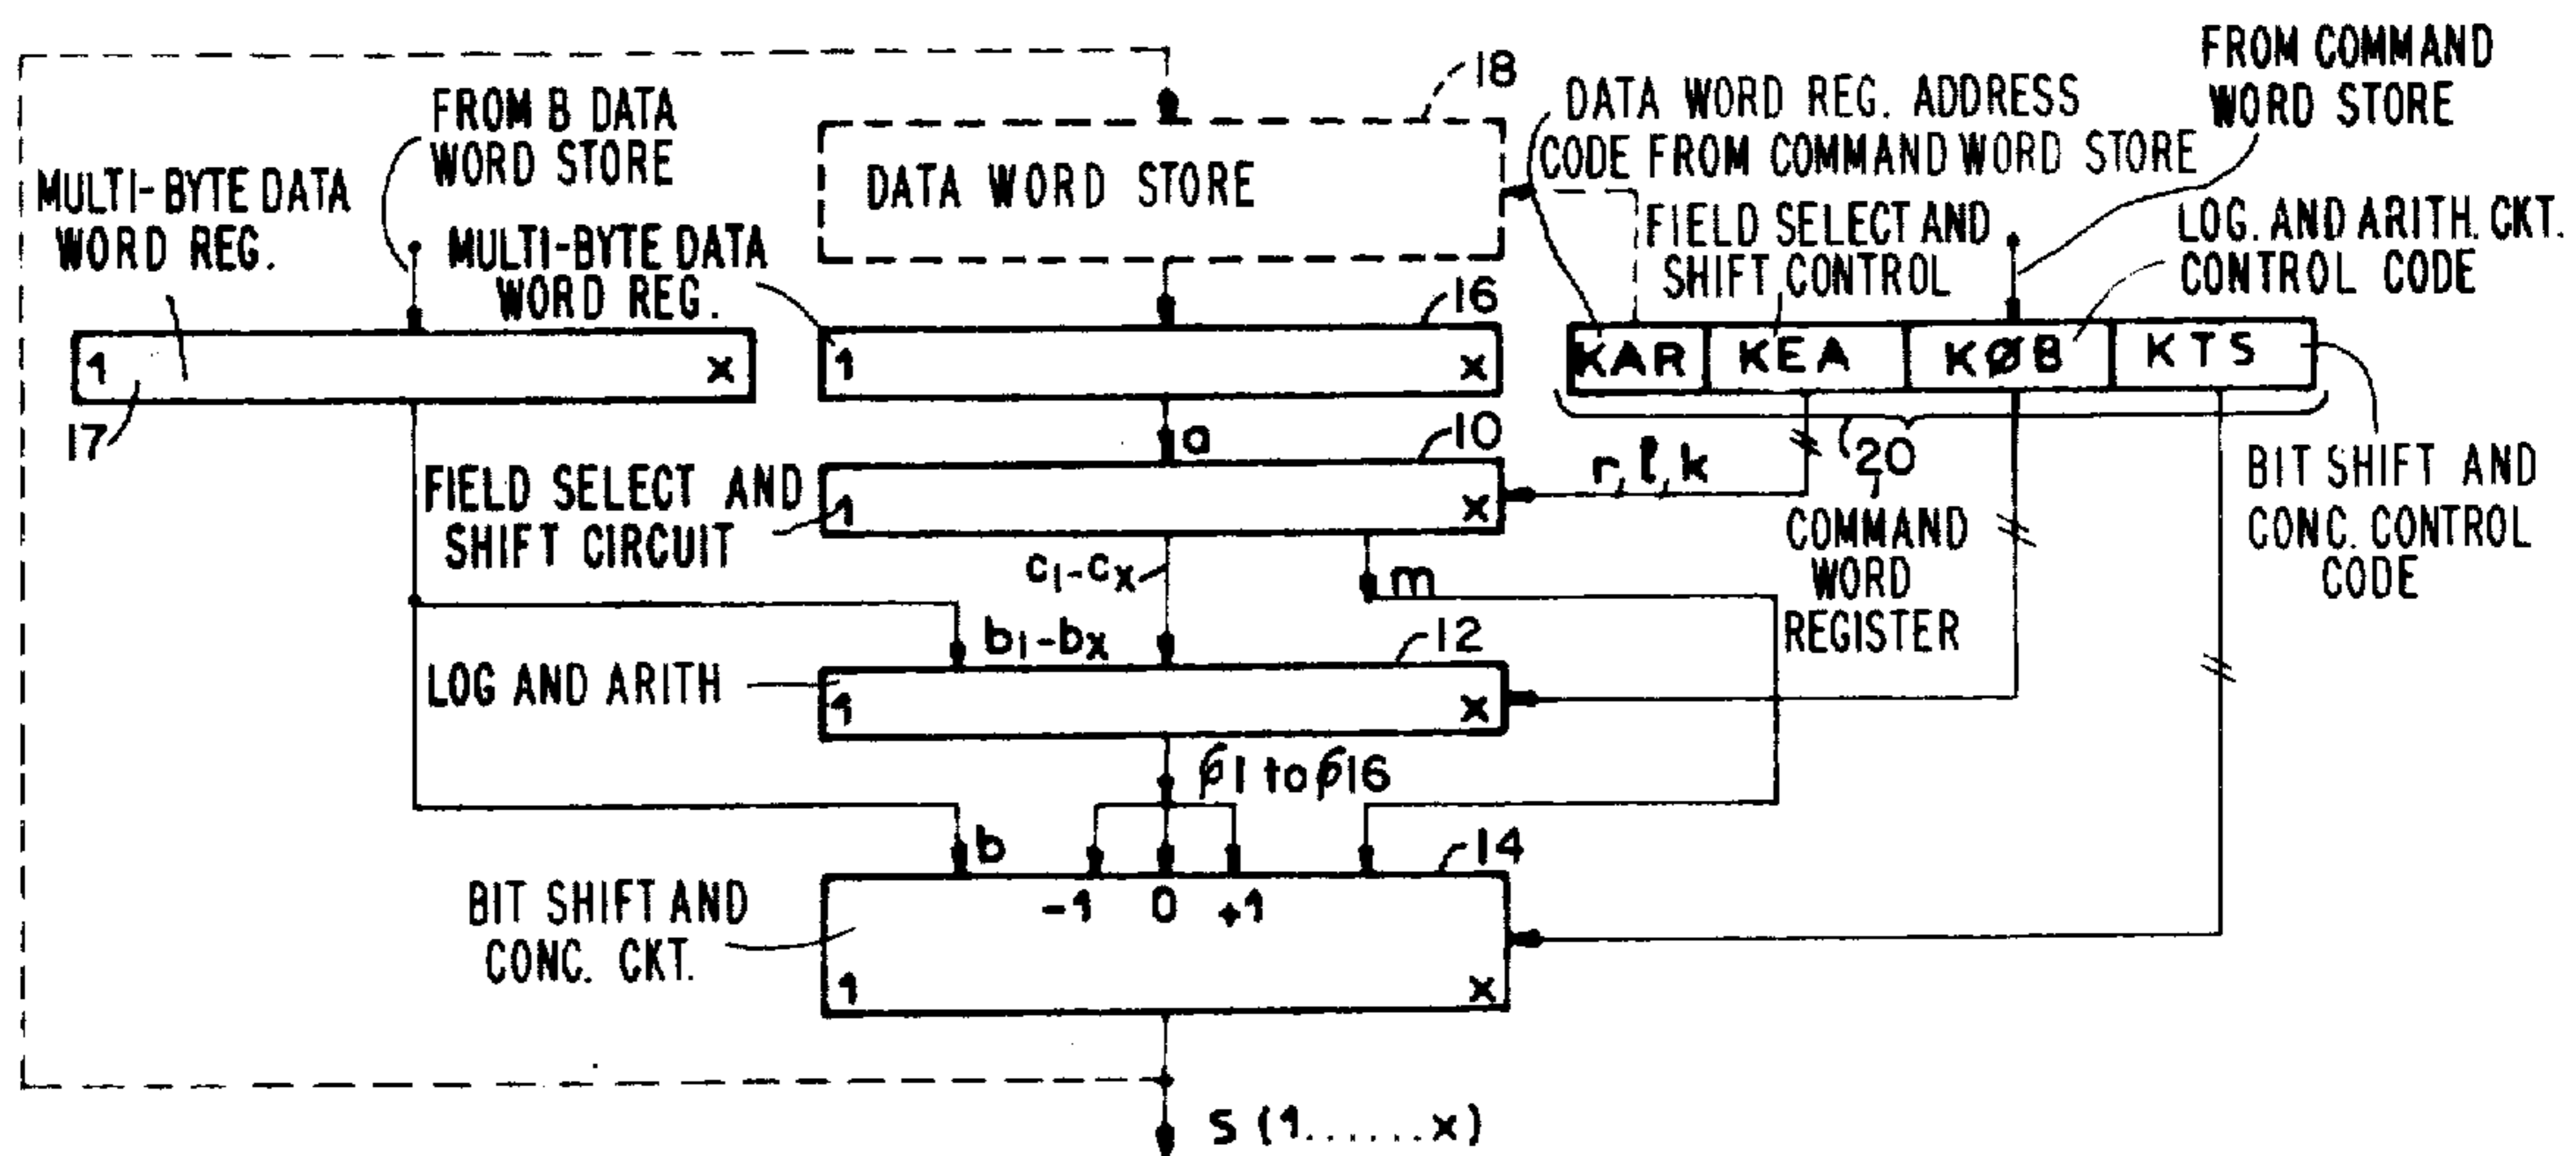 FROM COMMAND
WORD STORE
18
DATA WORD REG. ADDRESS
CODE FROM COMMAND WORD STORE
FROM B DATA
WORD STORE
DATA WORD STORE
MULTI-BYTE DATA
WORD REG.
MULTI-BYTE DATA
WORD REG.
FIELD SELECT AND
SHIFT CONTROL
LOG. AND ARITH. CKT.
CONTROL CODE
16
1 x
1 x
KAR KEA KØB KTS
17
a
10
r, l, k
20
COMMAND
WORD
REGISTER
BIT SHIFT AND
CONC. CONTROL
CODE
FIELD SELECT AND
SHIFT CIRCUIT
1 x
c1-cx
m
b1-bx
12
LOG AND ARITH
1 x
1 to 16
b
14
-1 0 +1
BIT SHIFT AND
CONC. CKT.
1 x
S (1......x)